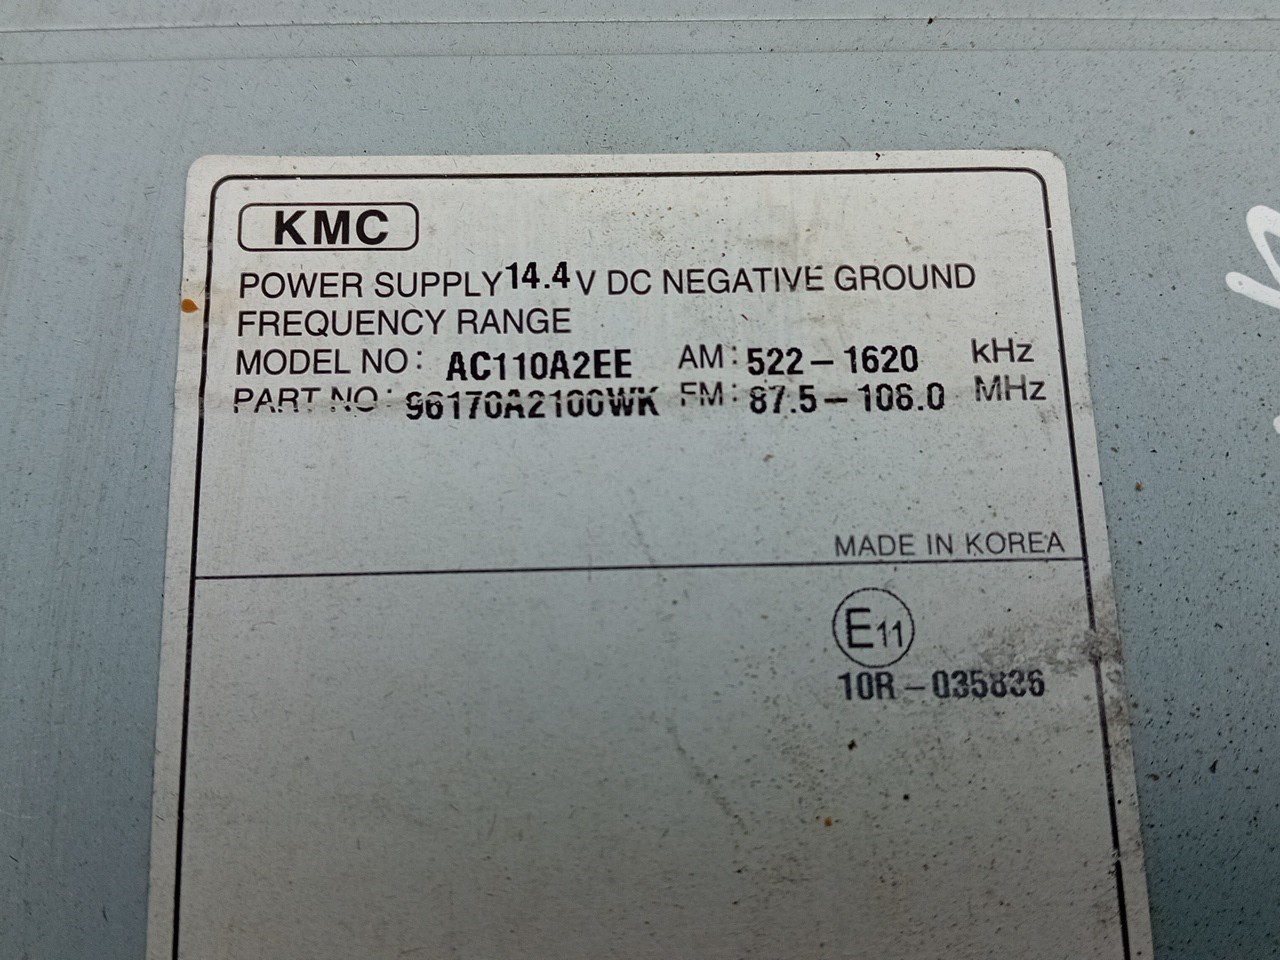 KMC
POWER SUPPLY 14.4 V DC NEGATIVE GROUND
FREQUENCY RANGE
MODEL NO: AC110A2EE AM: 522-1620 kHz
PART NO: 96170A2100WK FM: 87.5-108.0 MHz
MADE IN KOREA
E11
10R-035836